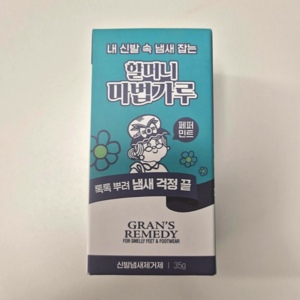 내 신발 속 냄새 잡는
할머니
마법가루
페퍼
민트
톡톡 뿌려 냄새 걱정 끝
GRAN'S
REMEDY
FOR SMELLY FEET & FOOTWEAR
신발냄새제거제 | 35g